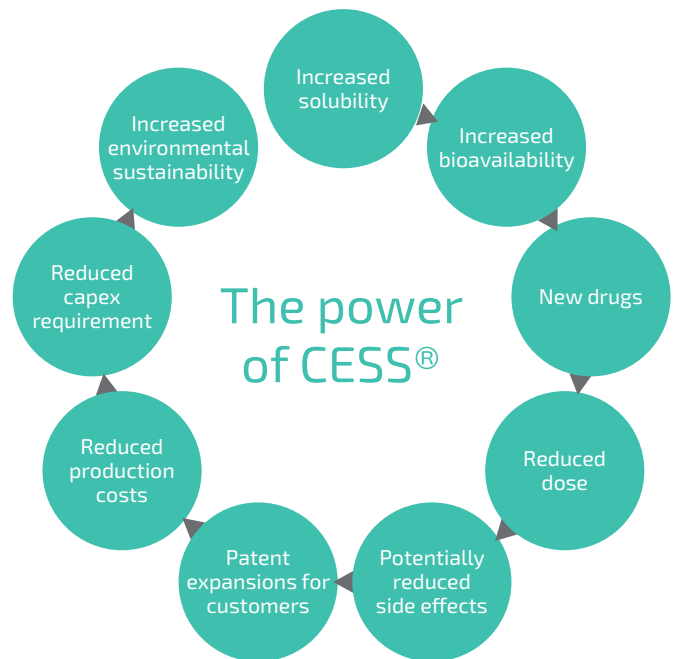 Increased
solubility
Increased
bioavailability
New drugs
Reduced
dose
Potentially
reduced
side effects
Patent
expansions for
customers
Reduced
production
costs
Reduced
capex
requirement
Increased
environmental
sustainability
The power
of CESS®